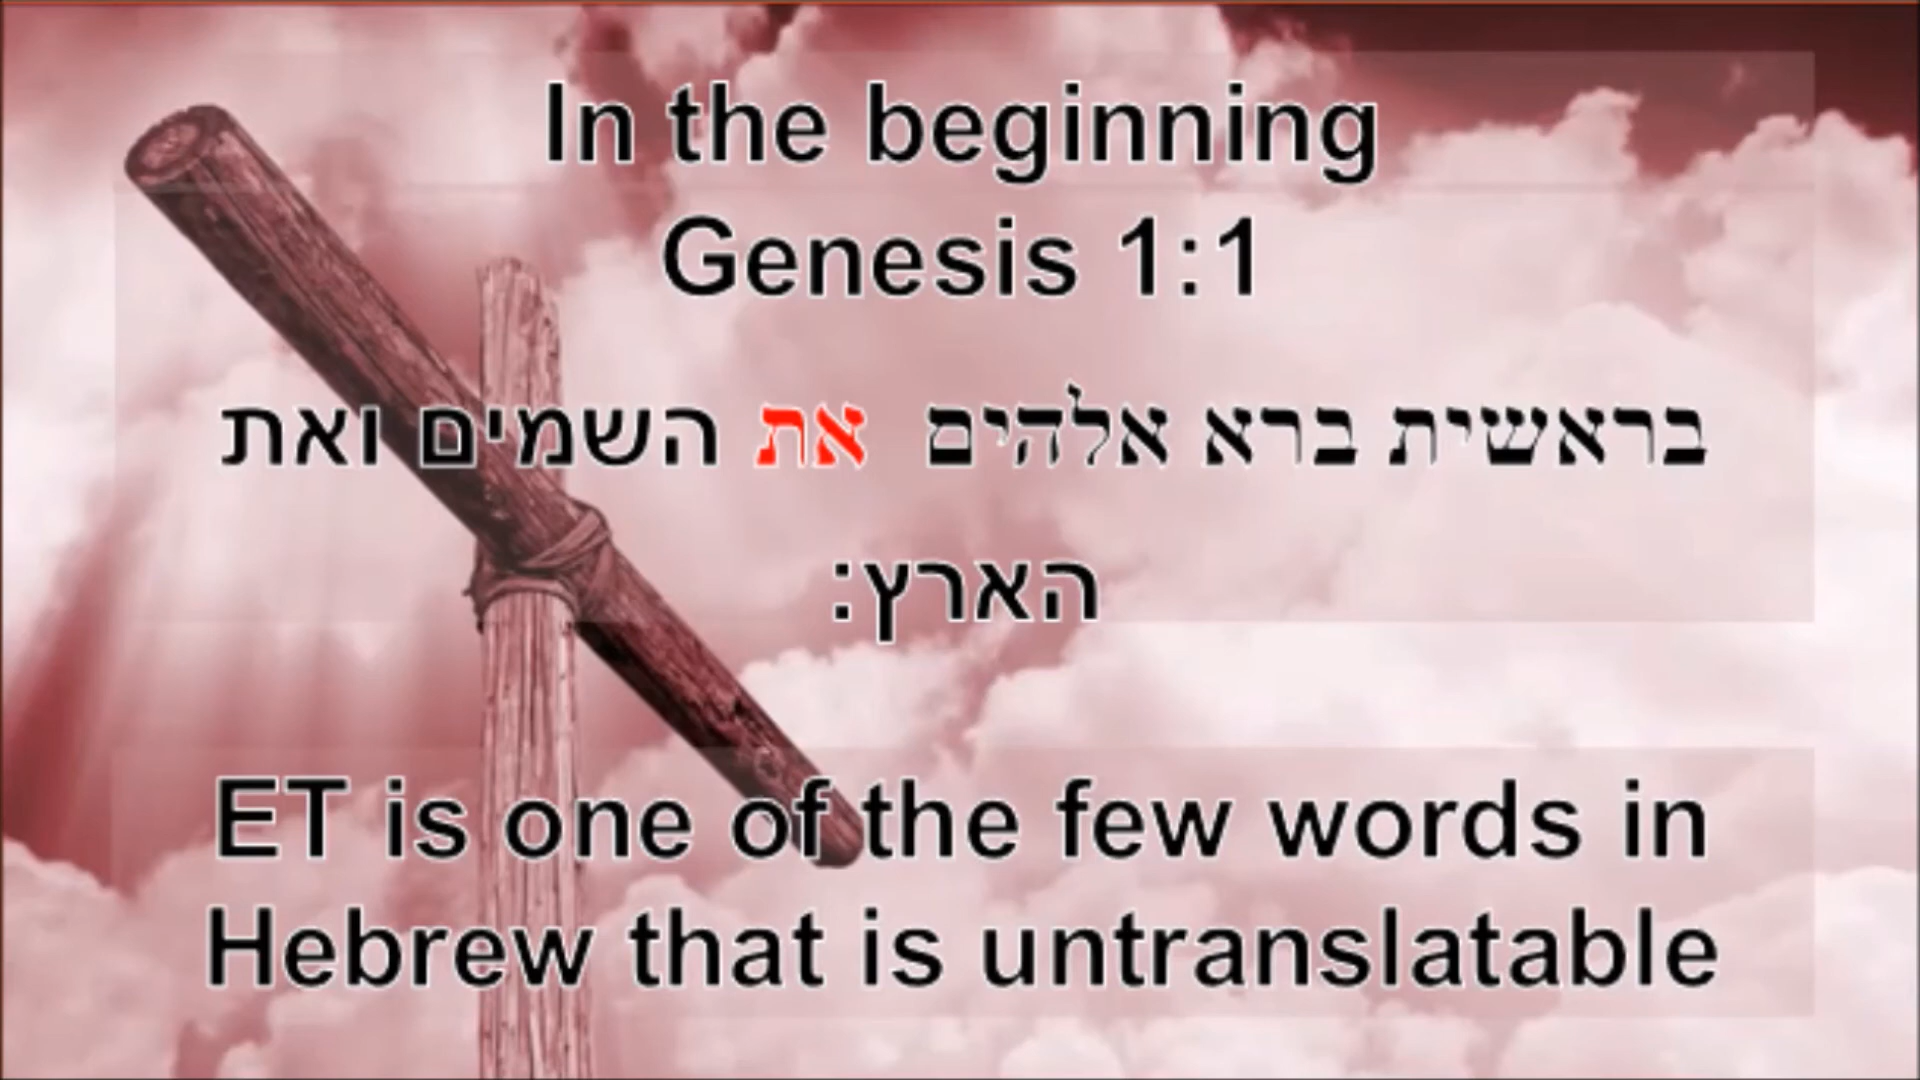 In the beginning
Genesis 1:1
בראשית ברא אלהים את השמים ואת
הארץ:
ET is one of the few words in
Hebrew that is untranslatable